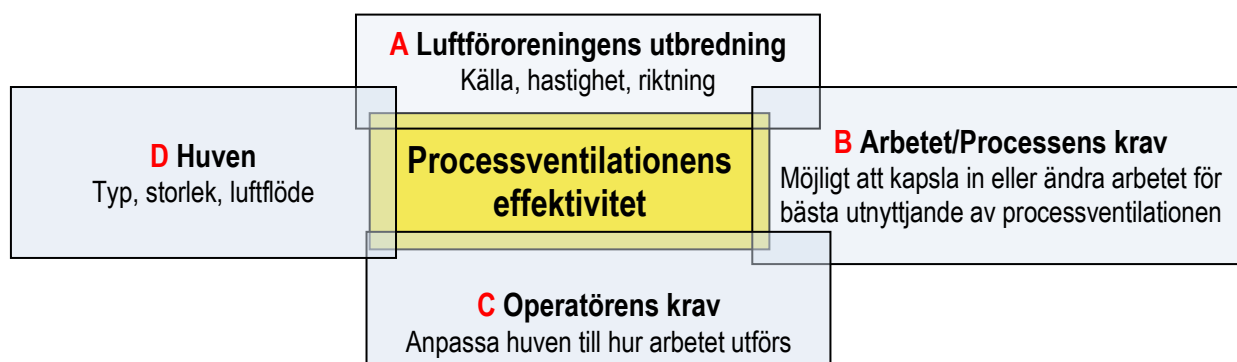 A Luftföroreningens utbredning
Källa, hastighet, riktning
D Huven
Typ, storlek, luftflöde
Processventilationens
effektivitet
B Arbetet/Processens krav
Möjligt att kapsla in eller ändra arbetet för
bästa utnyttjande av processventilationen
C Operatörens krav
Anpassa huven till hur arbetet utförs